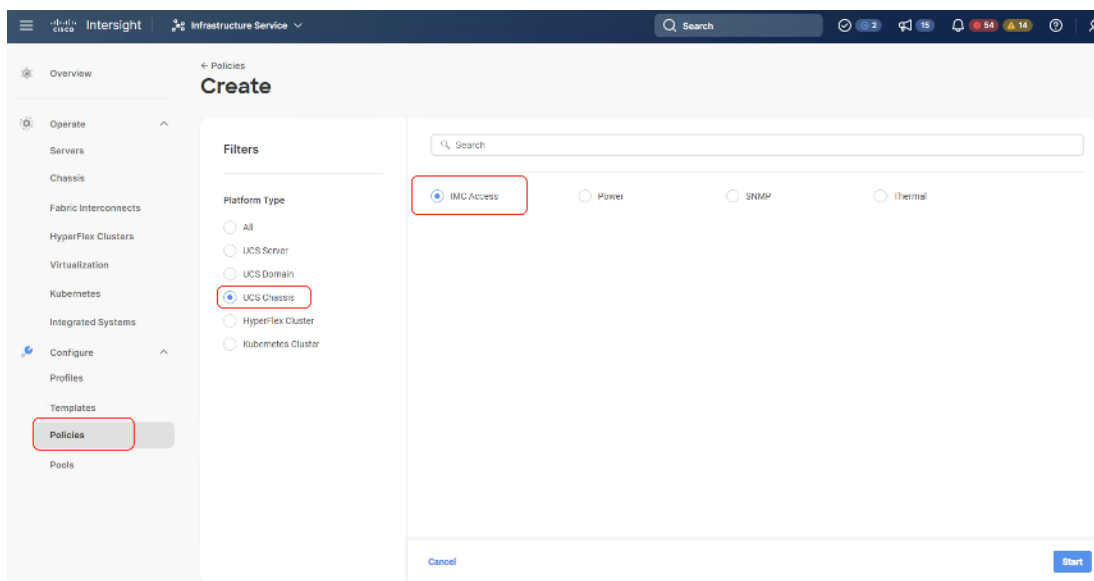 CISCO Intersight Infrastructure Service Search 2 15 54 14
Overview
Operate
Servers
Chassis
Fabric Interconnects
HyperFlex Clusters
Virtualization
Kubernetes
Integrated Systems
Configure
Profiles
Templates
Policies
Pools
← Policies
Create
Filters
Platform Type
All
UCS Server
UCS Domain
UCS Chassis
HyperFlex Cluster
Kubernetes Cluster
Search
IMC Access Power SNMP Thermal
Cancel Start